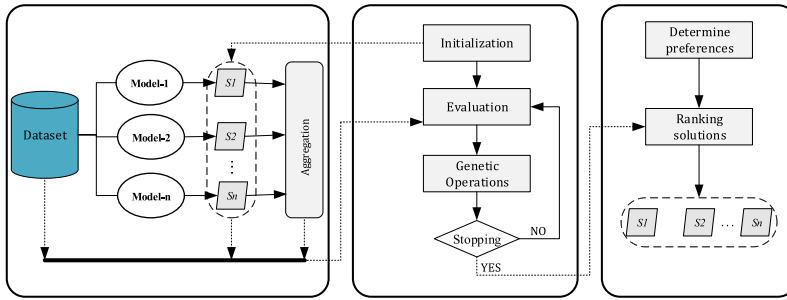 Dataset
Model-1
Model-2
Model-n
S1
S2
...
Sn
Aggregation
Initialization
Evaluation
Genetic
Operations
Stopping
NO
YES
Determine
preferences
Ranking
solutions
S1
S2
...
Sn